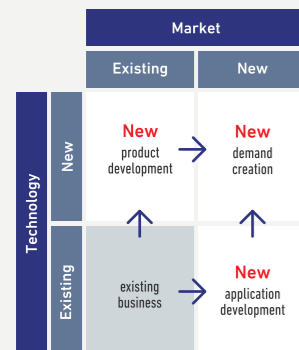 Market
Existing
New
Technology
New
New
product
development
New
demand
creation
Existing
existing
business
New
application
development